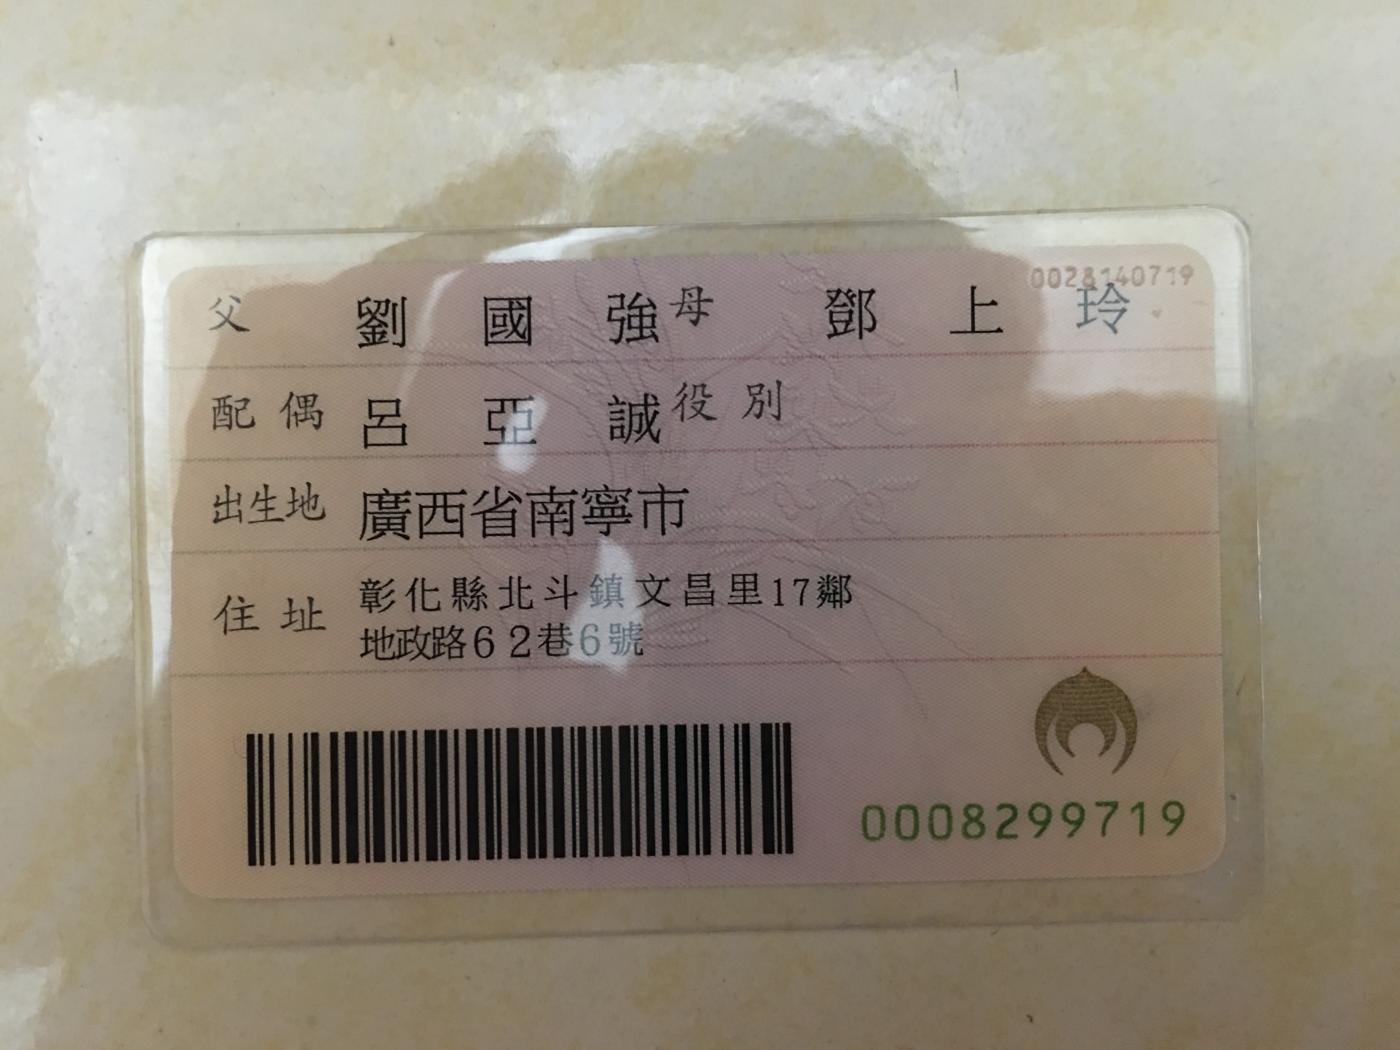 0028140719
父 劉國強 母 鄧上玲
配偶 呂亞誠 役別
出生地 廣西省南寧市
住址 彰化縣北斗鎮文昌里17鄰
地政路62巷6號
0008299719